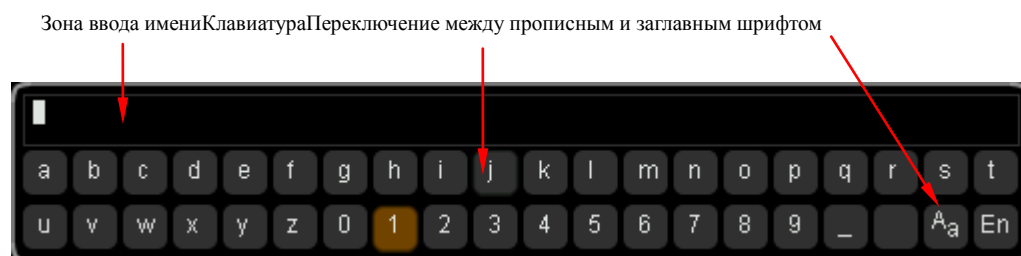 Зона ввода имениКлавиатураПереключение между прописным и заглавным шрифтом
a b c d e f g h i j k l m n o p q r s t
u v w x y z 0 1 2 3 4 5 6 7 8 9 _ Aa En